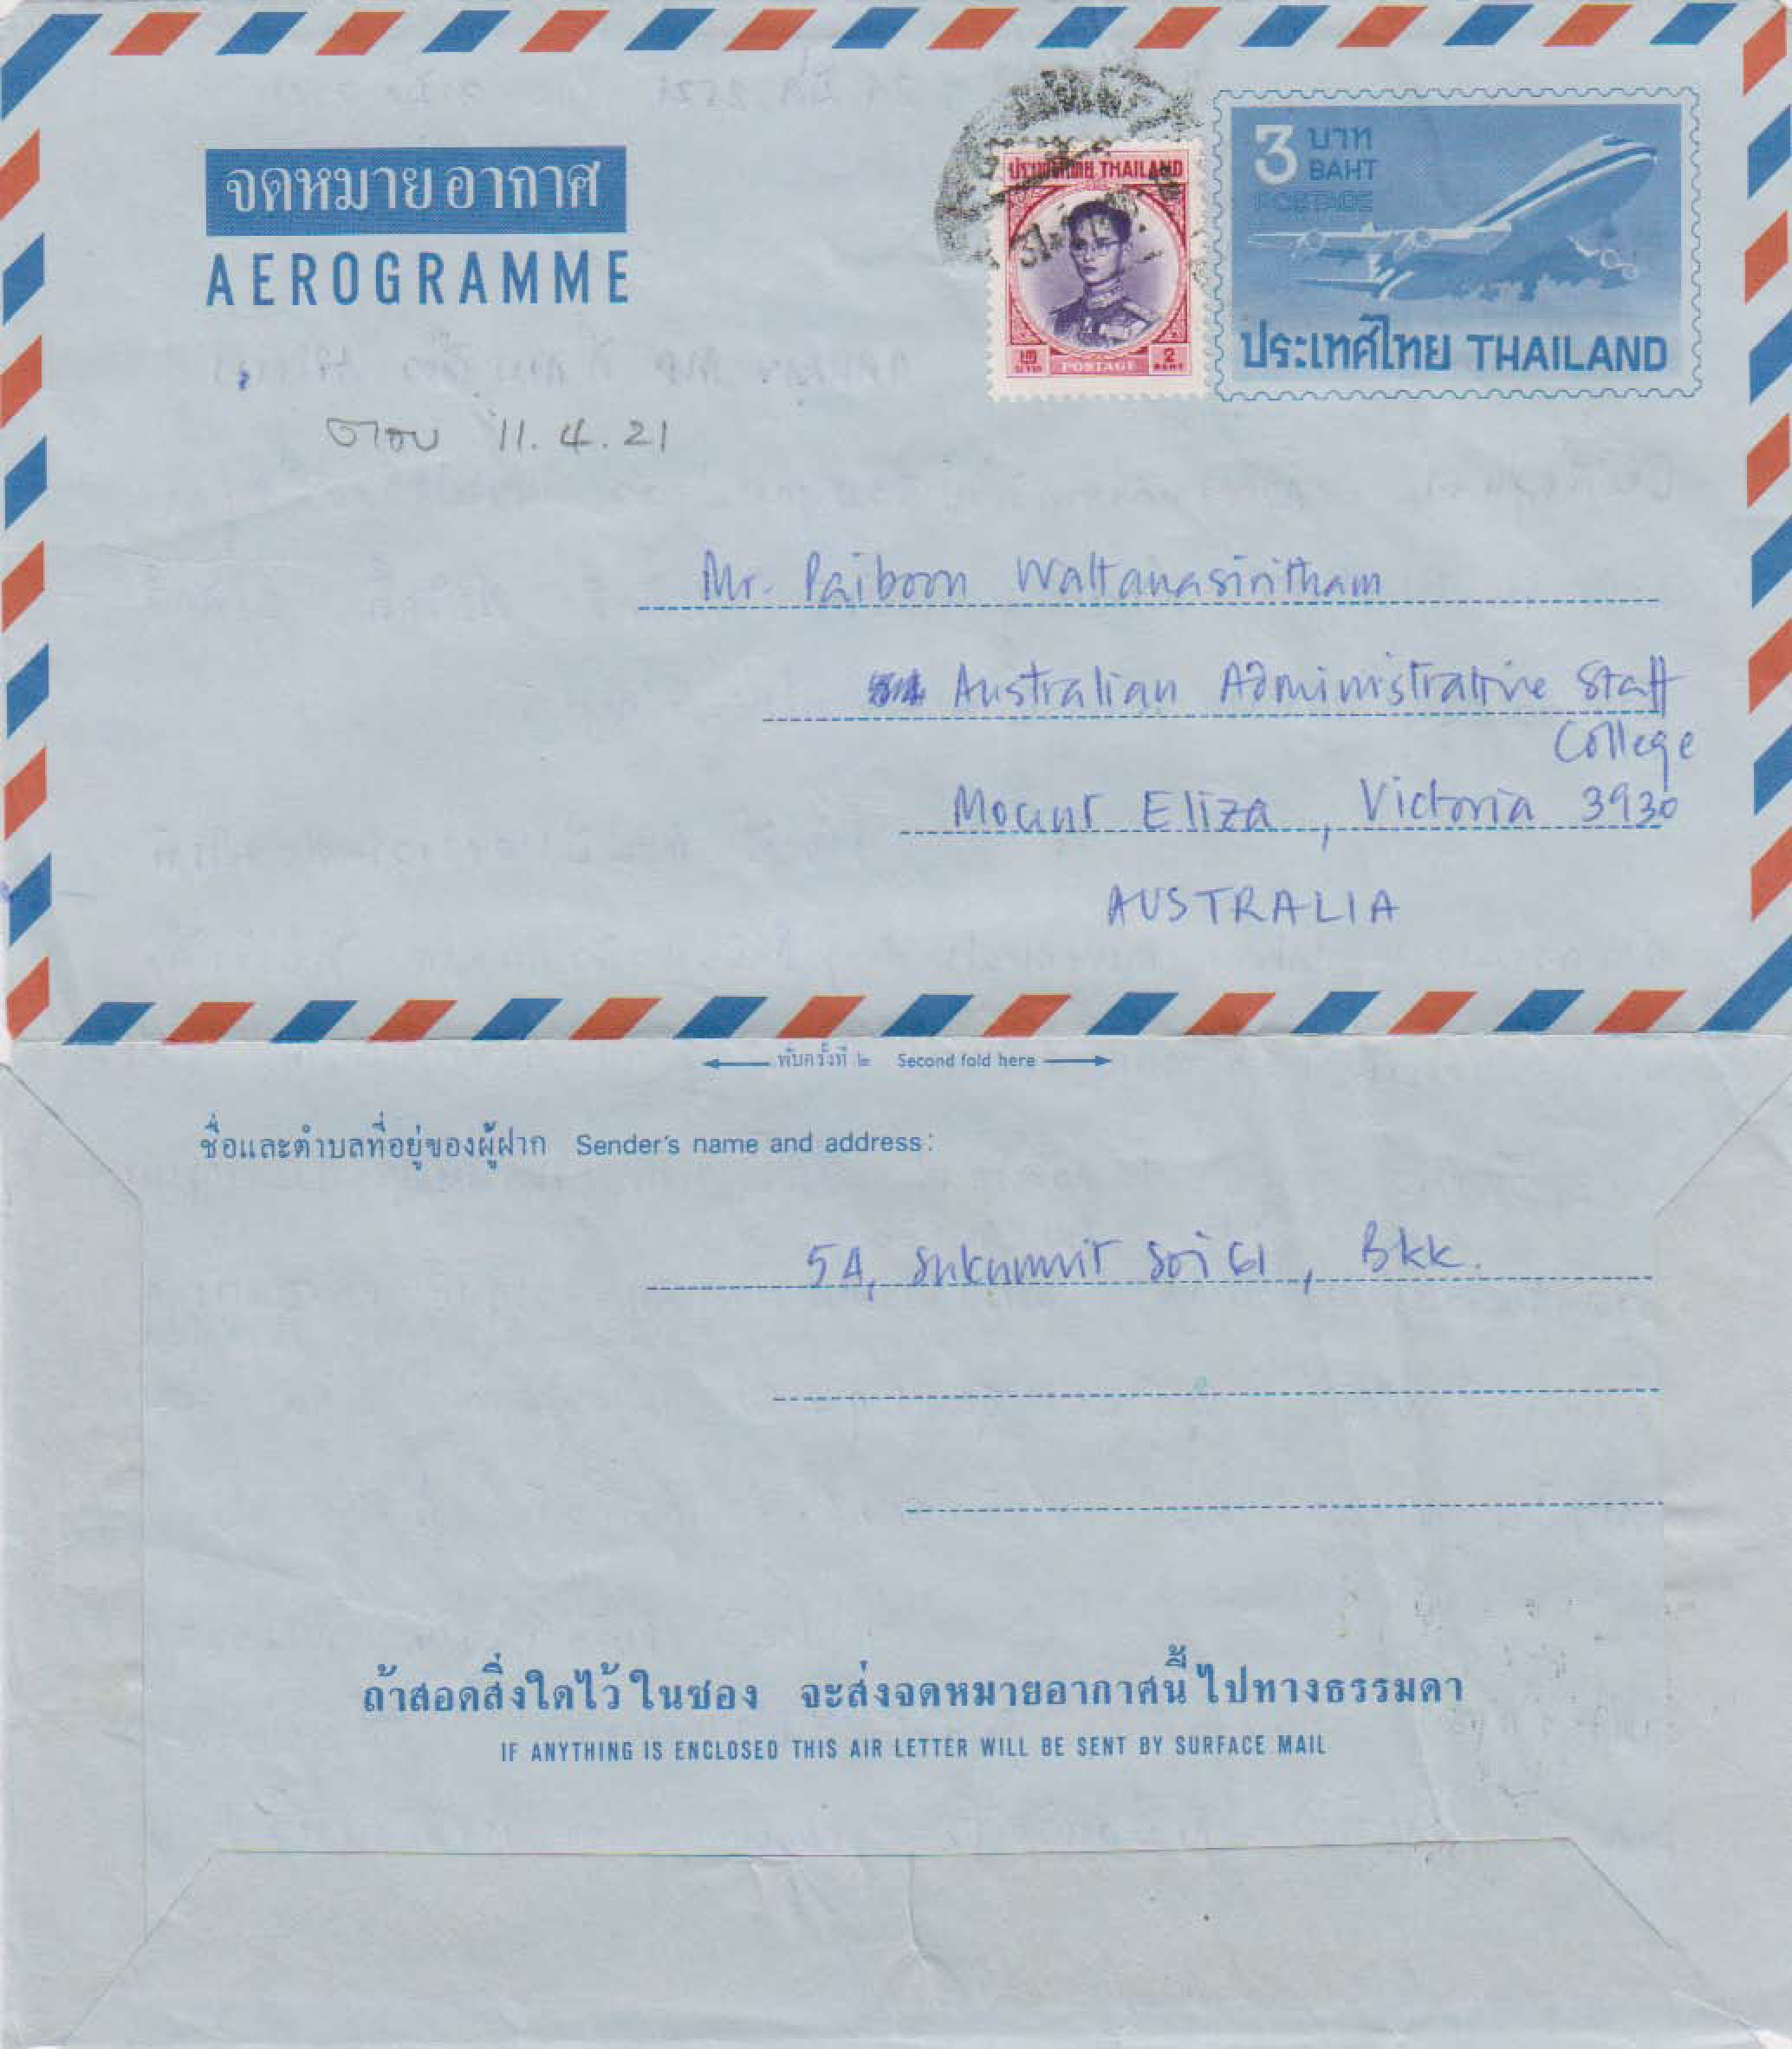 จดหมายอากาศ
AEROGRAMME
ประเทศไทย THAILAND
๒ บาท POSTAGE 2 BAHT
3 บาท
BAHT
POSTAGE
ประเทศไทย THAILAND
ตอบ 11.4.21
Mr. Paiboon Wattanasiritham
Australian Administrative Staff
College
Mount Eliza, Victoria 3930
AUSTRALIA
พับครั้งที่ ๒ Second fold here
ชื่อและตำบลที่อยู่ของผู้ฝาก Sender's name and address:
5A, Sukumvit Soi 61, Bkk.
ถ้าสอดสิ่งใดไว้ในซอง จะส่งจดหมายอากาศนี้ไปทางธรรมดา
IF ANYTHING IS ENCLOSED THIS AIR LETTER WILL BE SENT BY SURFACE MAIL